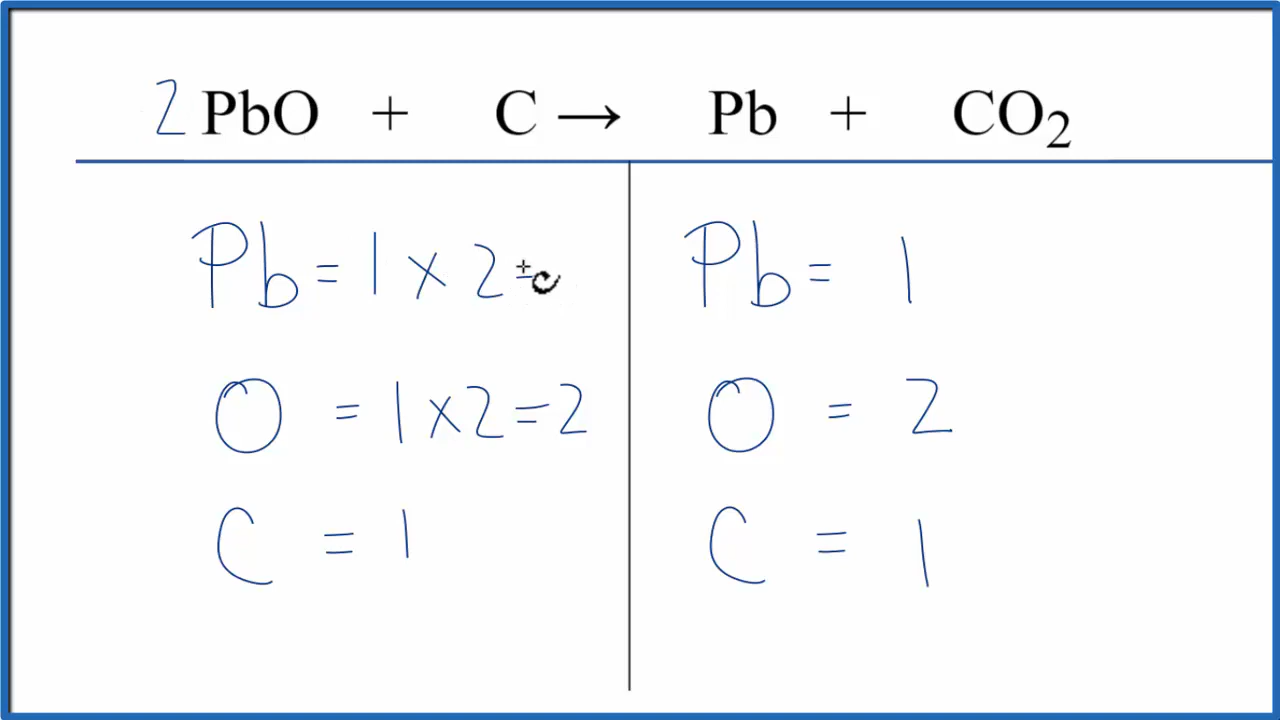 2 PbO + C → Pb + CO₂
Pb = 1 x 2 =
Pb = 1
O = 1 x 2 = 2
O = 2
C = 1
C = 1